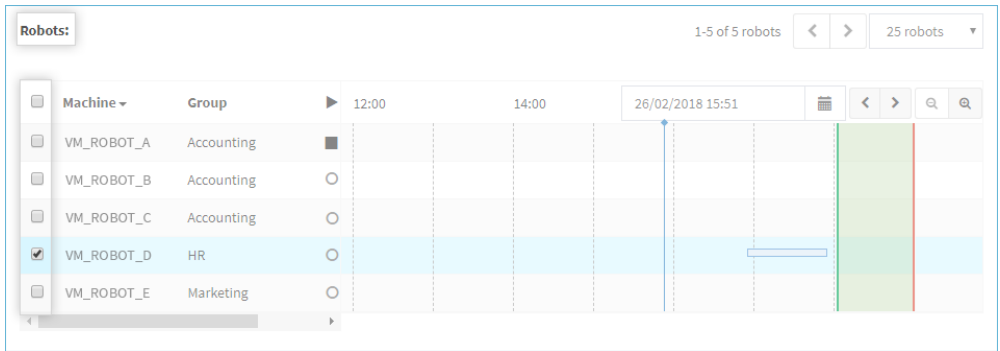 Robots:
1-5 of 5 robots
25 robots
Machine
Group
12:00
14:00
26/02/2018 15:51
VM_ROBOT_A Accounting
VM_ROBOT_B Accounting
VM_ROBOT_C Accounting
VM_ROBOT_D HR
VM_ROBOT_E Marketing